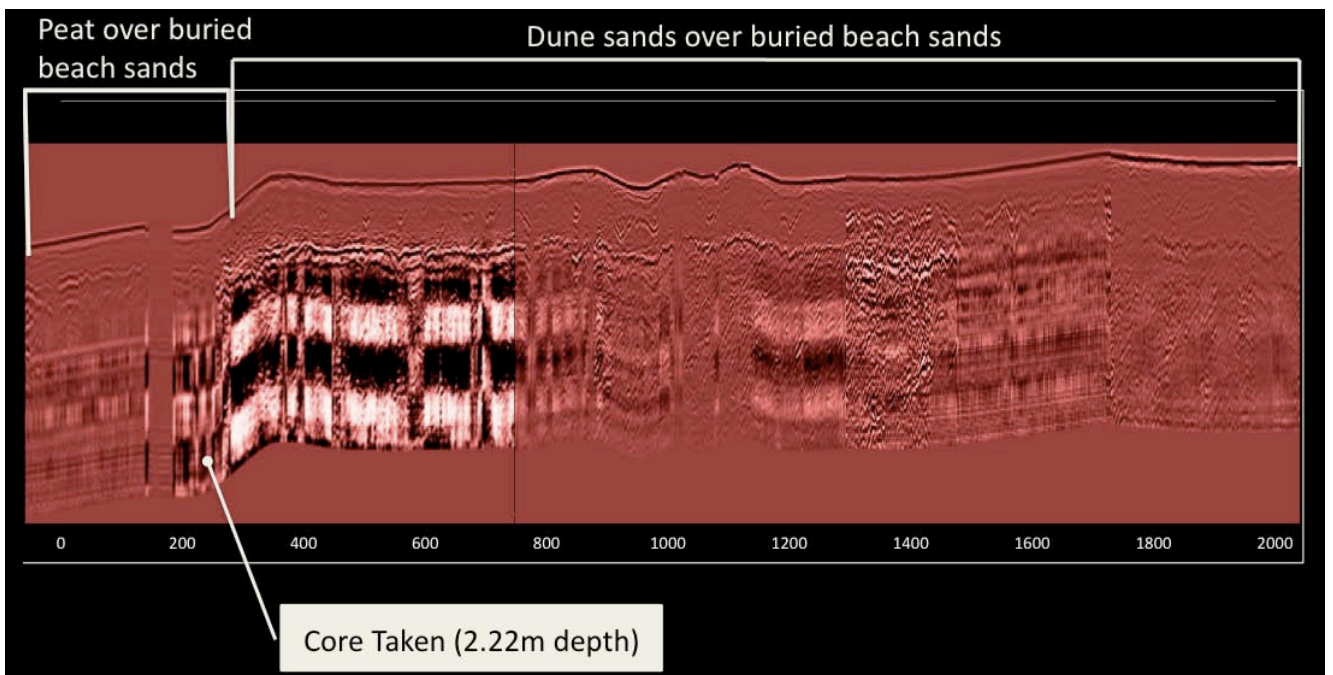 Peat over buried
beach sands
Dune sands over buried beach sands
0 200 400 600 800 1000 1200 1400 1600 1800 2000
Core Taken (2.22m depth)